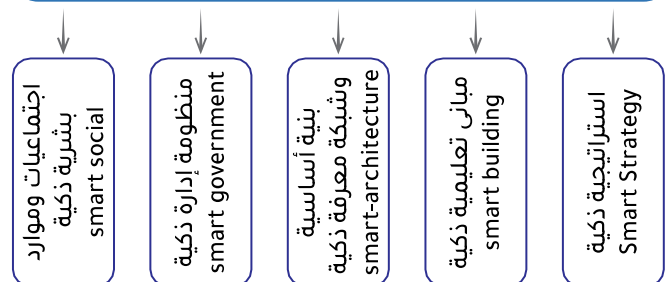 استراتيجية ذكية
Smart Strategy
مبانى تعليمية ذكية
smart building
بنية أساسية
وشبكة معرفة ذكية
smart-architecture
منظومة إدارة ذكية
smart government
اجتماعيات وموارد
بشرية ذكية
smart social